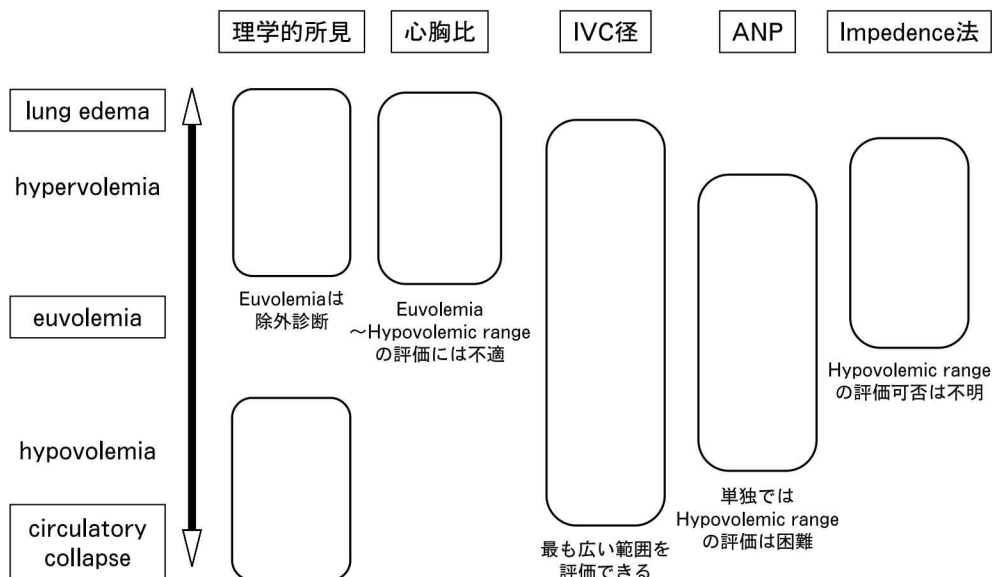 理学的所見
心胸比
IVC径
ANP
Impedence法
lung edema
hypervolemia
euvolemia
hypovolemia
circulatory
collapse
Euvolemiaは
除外診断
Euvolemia
～Hypovolemic range
の評価には不適
最も広い範囲を
評価できる
単独では
Hypovolemic range
の評価は困難
Hypovolemic range
の評価可否は不明